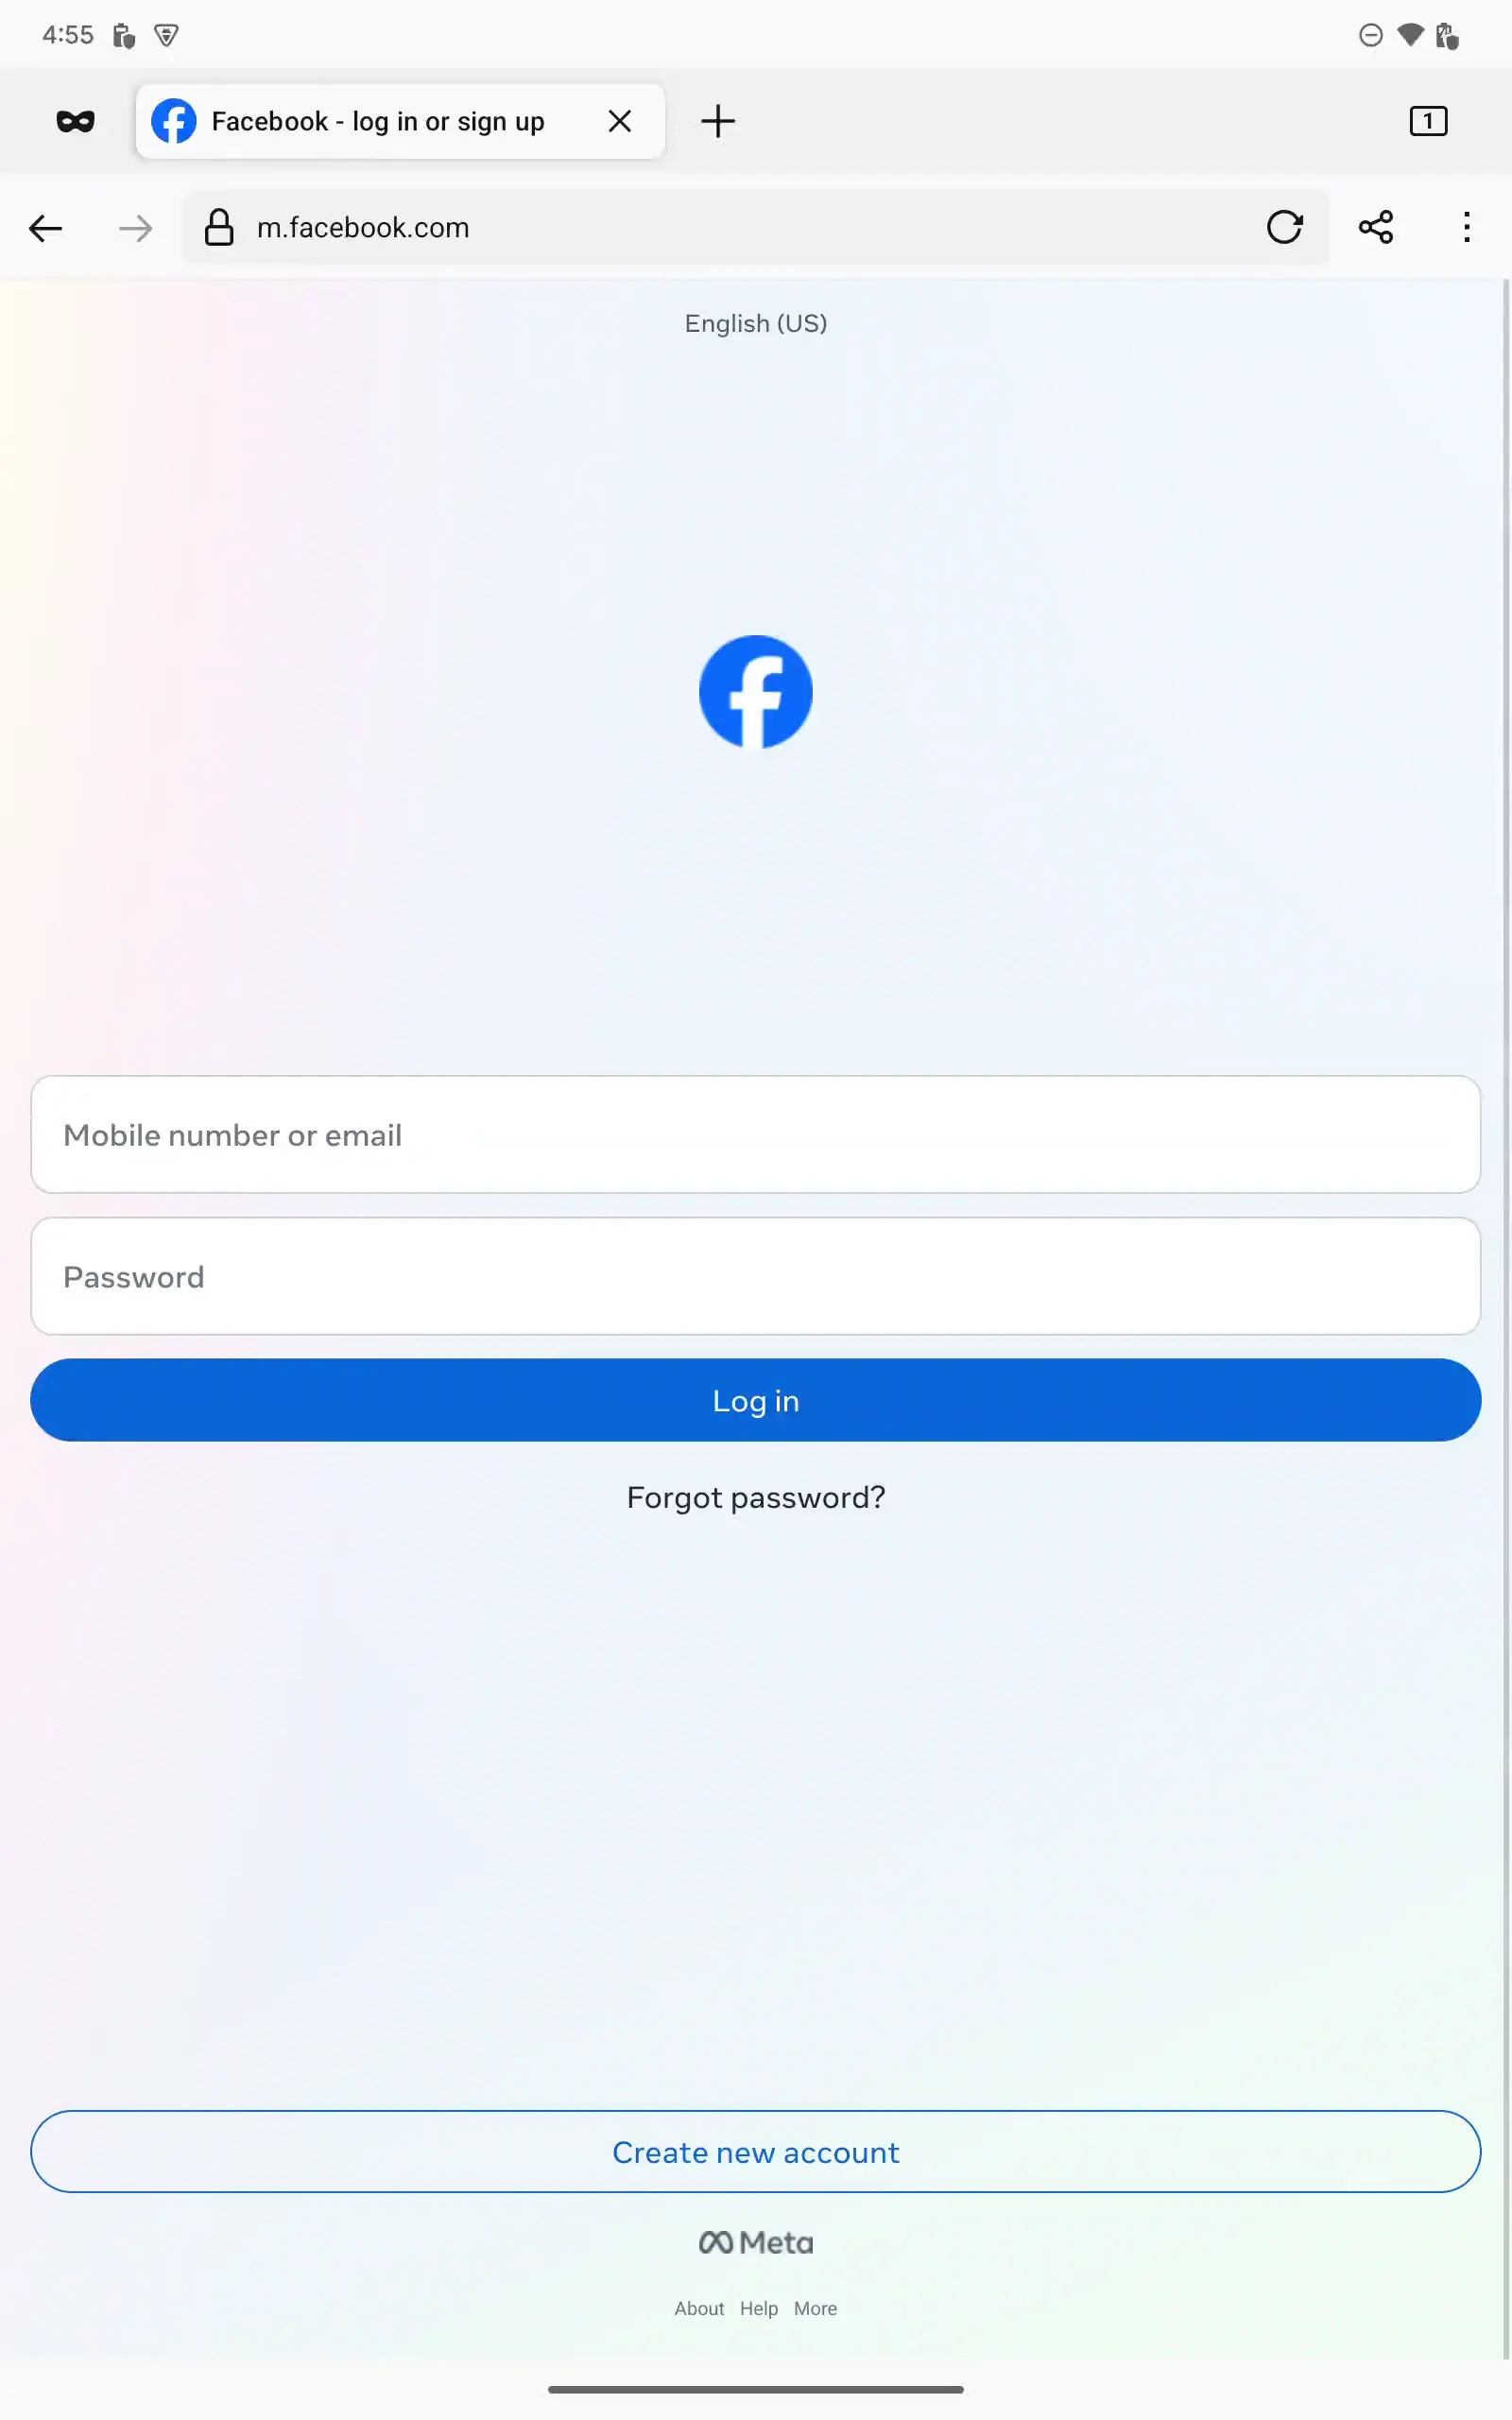 4:55
Facebook - log in or sign up
1
m.facebook.com
English (US)
Mobile number or email
Password
Log in
Forgot password?
Create new account
Meta
About Help More